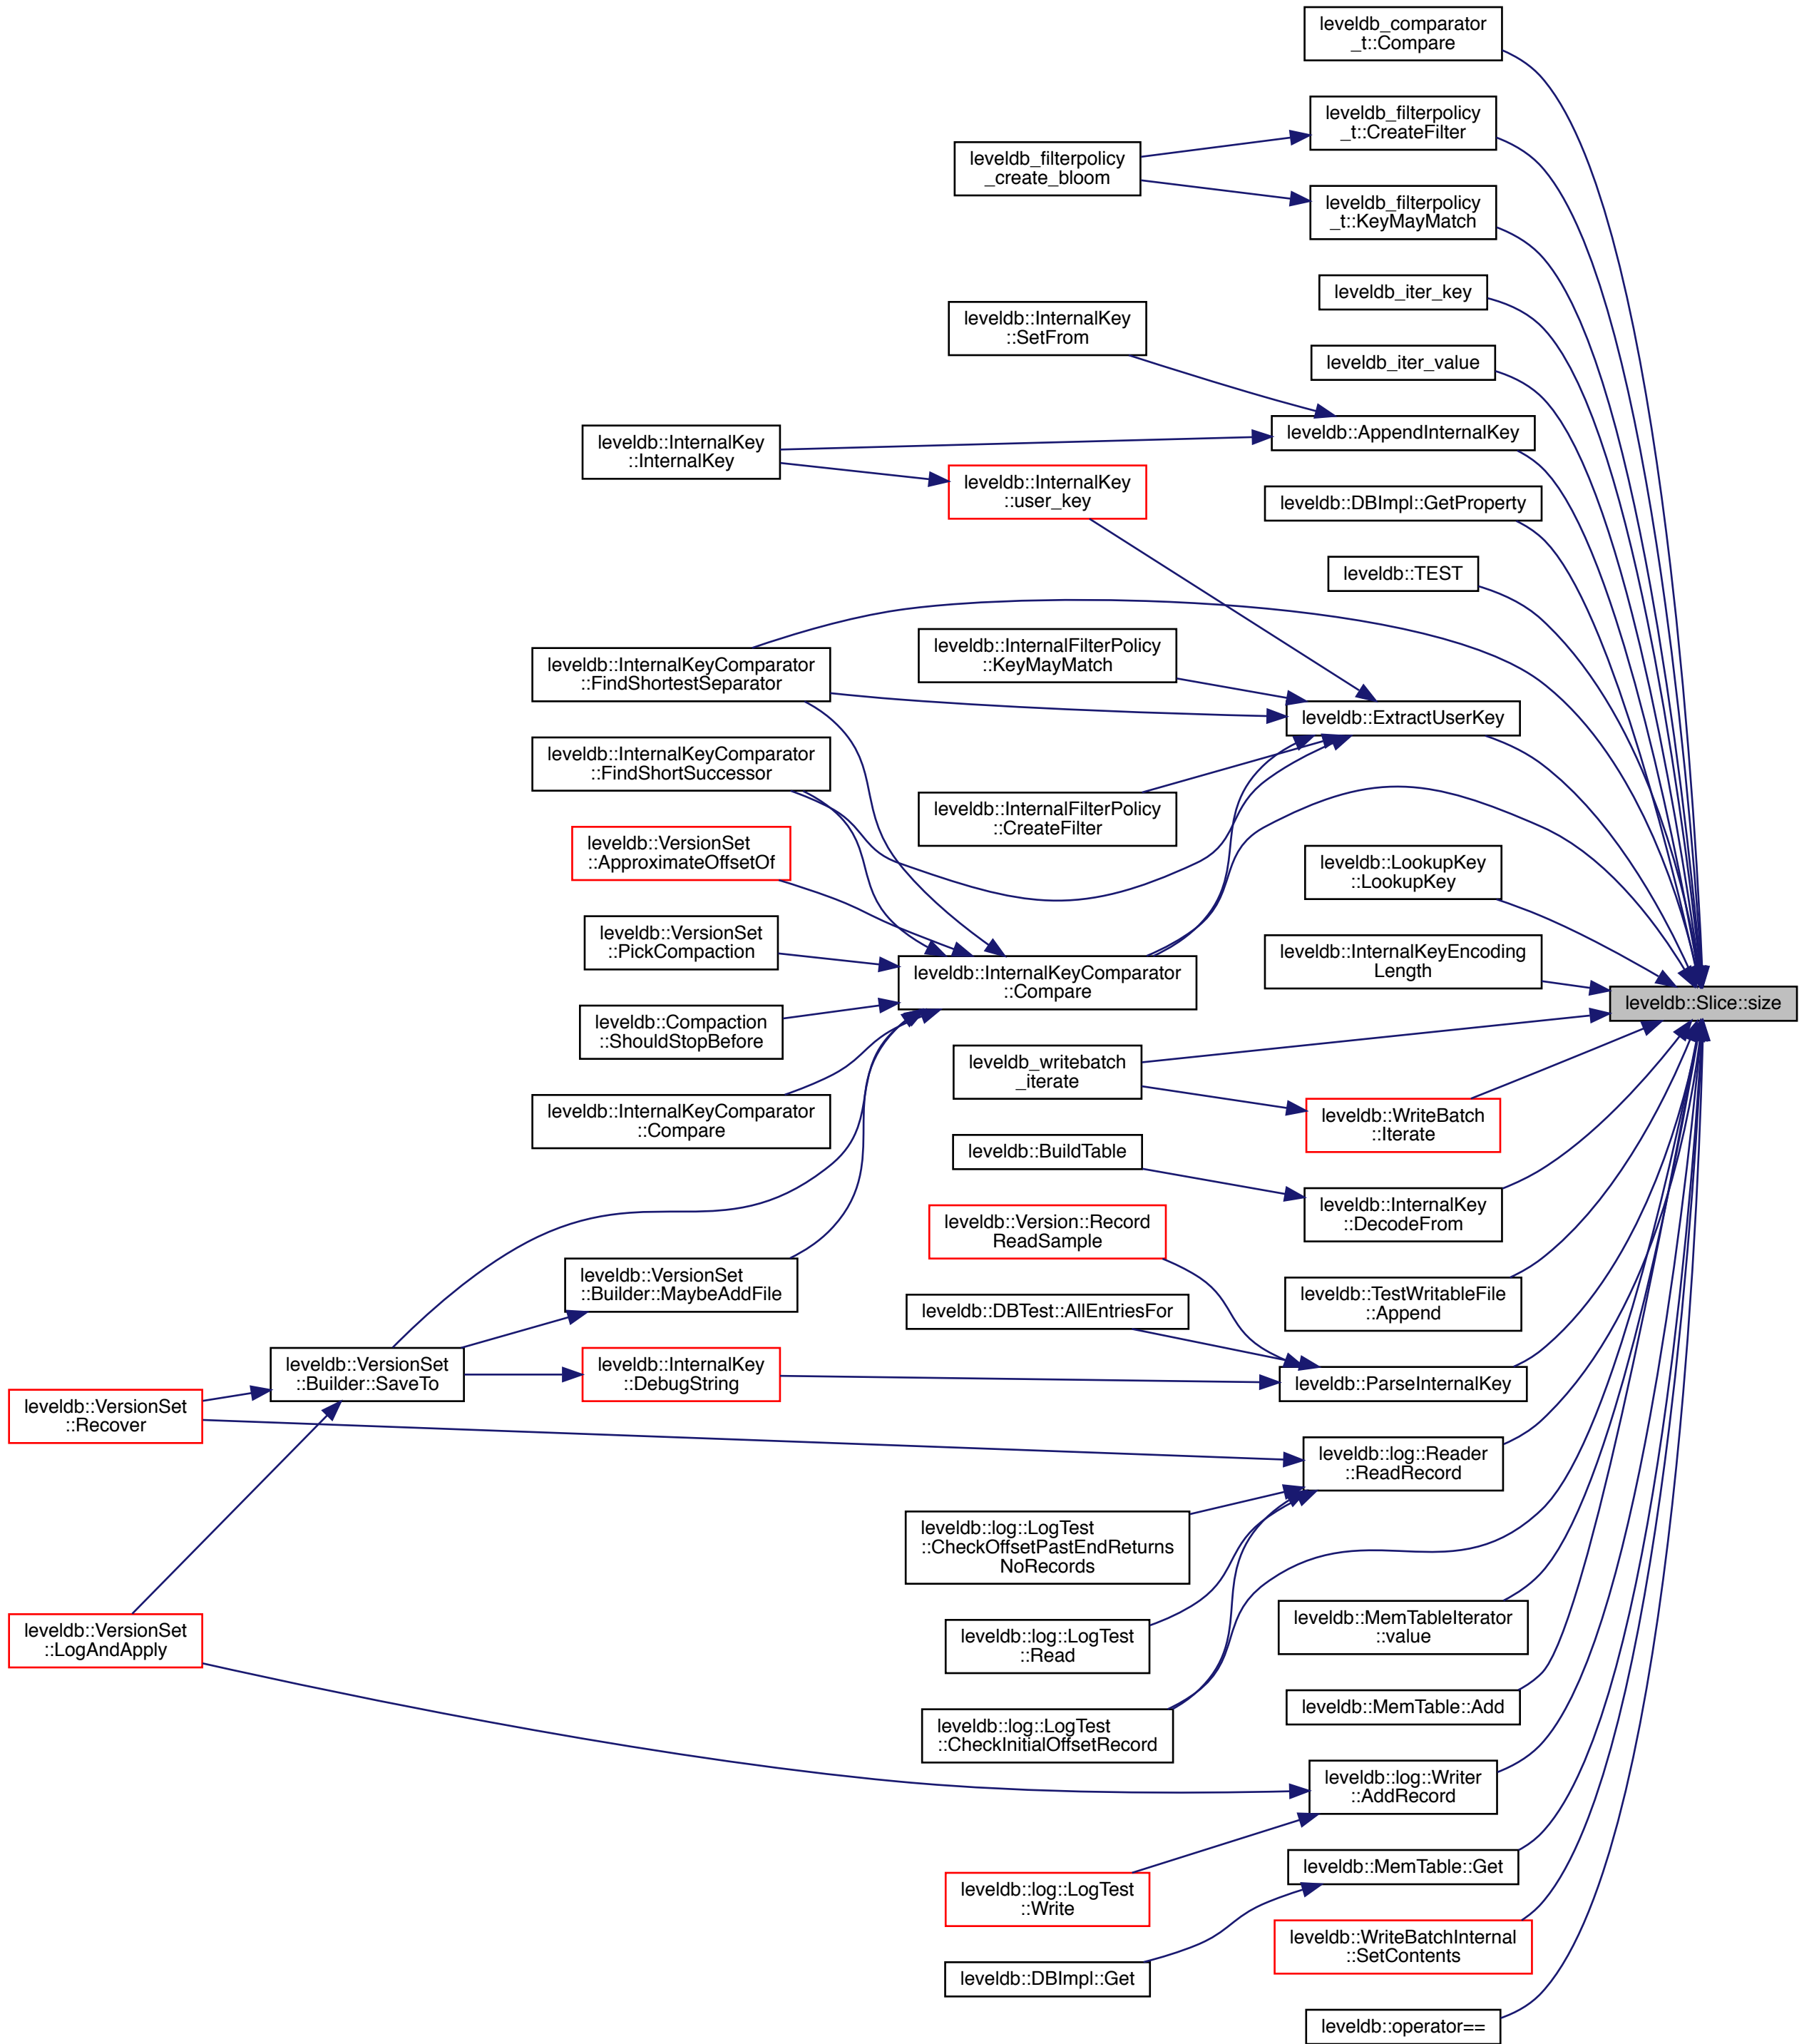 leveldb_comparator
_t::Compare
leveldb_filterpolicy
_t::CreateFilter
leveldb_filterpolicy
_create_bloom
leveldb_filterpolicy
_t::KeyMayMatch
leveldb_iter_key
leveldb::InternalKey
::SetFrom
leveldb_iter_value
leveldb::AppendInternalKey
leveldb::InternalKey
::InternalKey
leveldb::InternalKey
::user_key
leveldb::DBImpl::GetProperty
leveldb::TEST
leveldb::InternalFilterPolicy
::KeyMayMatch
leveldb::InternalKeyComparator
::FindShortestSeparator
leveldb::ExtractUserKey
leveldb::InternalKeyComparator
::FindShortSuccessor
leveldb::InternalFilterPolicy
::CreateFilter
leveldb::VersionSet
::ApproximateOffsetOf
leveldb::LookupKey
::LookupKey
leveldb::VersionSet
::PickCompaction
leveldb::InternalKeyEncoding
Length
leveldb::InternalKeyComparator
::Compare
leveldb::Slice::size
leveldb::Compaction
::ShouldStopBefore
leveldb_writebatch
_iterate
leveldb::InternalKeyComparator
::Compare
leveldb::WriteBatch
::Iterate
leveldb::BuildTable
leveldb::InternalKey
::DecodeFrom
leveldb::Version::Record
ReadSample
leveldb::VersionSet
::Builder::MaybeAddFile
leveldb::TestWritableFile
::Append
leveldb::DBTest::AllEntriesFor
leveldb::VersionSet
::Builder::SaveTo
leveldb::InternalKey
::DebugString
leveldb::ParseInternalKey
leveldb::VersionSet
::Recover
leveldb::log::Reader
::ReadRecord
leveldb::log::LogTest
::CheckOffsetPastEndReturns
NoRecords
leveldb::VersionSet
::LogAndApply
leveldb::log::LogTest
::Read
leveldb::MemTableIterator
::value
leveldb::MemTable::Add
leveldb::log::LogTest
::CheckInitialOffsetRecord
leveldb::log::Writer
::AddRecord
leveldb::MemTable::Get
leveldb::log::LogTest
::Write
leveldb::WriteBatchInternal
::SetContents
leveldb::DBImpl::Get
leveldb::operator==